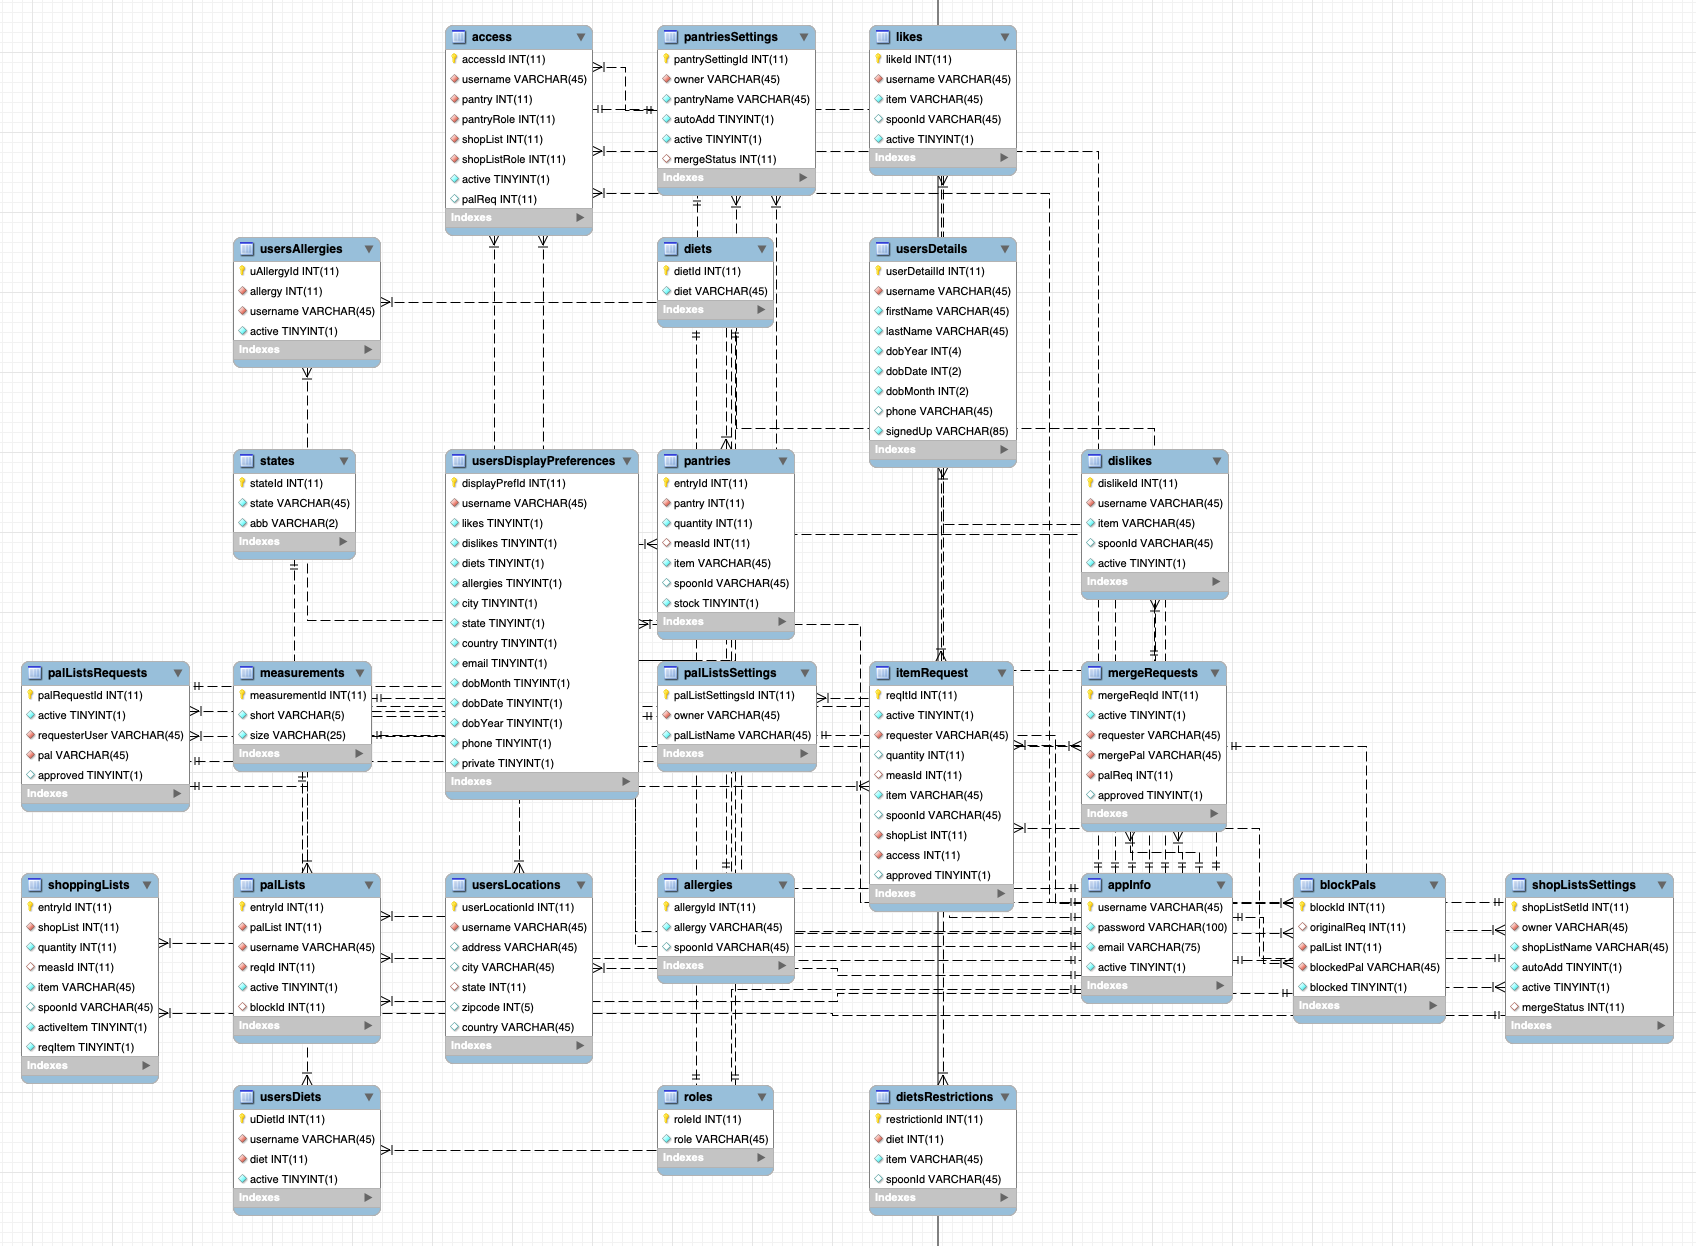 access
accessId INT(11)
username VARCHAR(45)
pantry INT(11)
pantryRole INT(11)
shopList INT(11)
shopListRole INT(11)
active TINYINT(1)
palReq INT(11)
Indexes
pantriesSettings
pantrySettingId INT(11)
owner VARCHAR(45)
pantryName VARCHAR(45)
autoAdd TINYINT(1)
active TINYINT(1)
mergeStatus INT(11)
Indexes
likes
likeId INT(11)
username VARCHAR(45)
item VARCHAR(45)
spoonId VARCHAR(45)
active TINYINT(1)
Indexes
usersAllergies
uAllergyId INT(11)
allergy INT(11)
username VARCHAR(45)
active TINYINT(1)
Indexes
diets
dietId INT(11)
diet VARCHAR(45)
Indexes
usersDetails
userDetailId INT(11)
username VARCHAR(45)
firstName VARCHAR(45)
lastName VARCHAR(45)
dobYear INT(4)
dobDate INT(2)
dobMonth INT(2)
phone VARCHAR(45)
signedUp VARCHAR(85)
Indexes
states
stateId INT(11)
state VARCHAR(45)
abb VARCHAR(2)
Indexes
usersDisplayPreferences
displayPrefId INT(11)
username VARCHAR(45)
likes TINYINT(1)
dislikes TINYINT(1)
diets TINYINT(1)
allergies TINYINT(1)
city TINYINT(1)
state TINYINT(1)
country TINYINT(1)
email TINYINT(1)
dobMonth TINYINT(1)
dobDate TINYINT(1)
dobYear TINYINT(1)
phone TINYINT(1)
private TINYINT(1)
Indexes
pantries
entryId INT(11)
pantry INT(11)
quantity INT(11)
measId INT(11)
item VARCHAR(45)
spoonId VARCHAR(45)
stock TINYINT(1)
Indexes
dislikes
dislikeId INT(11)
username VARCHAR(45)
item VARCHAR(45)
spoonId VARCHAR(45)
active TINYINT(1)
Indexes
palListsRequests
palRequestId INT(11)
active TINYINT(1)
requesterUser VARCHAR(45)
pal VARCHAR(45)
approved TINYINT(1)
Indexes
measurements
measurementId INT(11)
short VARCHAR(5)
size VARCHAR(25)
Indexes
palListsSettings
palListSettingsId INT(11)
owner VARCHAR(45)
palListName VARCHAR(45)
Indexes
itemRequest
reqItId INT(11)
active TINYINT(1)
requester VARCHAR(45)
quantity INT(11)
measId INT(11)
item VARCHAR(45)
spoonId VARCHAR(45)
shopList INT(11)
access INT(11)
approved TINYINT(1)
Indexes
mergeRequests
mergeReqId INT(11)
active TINYINT(1)
requester VARCHAR(45)
mergePal VARCHAR(45)
palReq INT(11)
approved TINYINT(1)
Indexes
shoppingLists
entryId INT(11)
shopList INT(11)
quantity INT(11)
measId INT(11)
item VARCHAR(45)
spoonId VARCHAR(45)
activeItem TINYINT(1)
reqItem TINYINT(1)
Indexes
palLists
entryId INT(11)
palList INT(11)
username VARCHAR(45)
reqId INT(11)
active TINYINT(1)
blockId INT(11)
Indexes
usersLocations
userLocationId INT(11)
username VARCHAR(45)
address VARCHAR(45)
city VARCHAR(45)
state INT(11)
zipcode INT(5)
country VARCHAR(45)
Indexes
allergies
allergyId INT(11)
allergy VARCHAR(45)
spoonId VARCHAR(45)
Indexes
appInfo
username VARCHAR(45)
password VARCHAR(100)
email VARCHAR(75)
active TINYINT(1)
Indexes
blockPals
blockId INT(11)
originalReq INT(11)
palList INT(11)
blockedPal VARCHAR(45)
blocked TINYINT(1)
Indexes
shopListsSettings
shopListSetId INT(11)
owner VARCHAR(45)
shopListName VARCHAR(45)
autoAdd TINYINT(1)
active TINYINT(1)
mergeStatus INT(11)
Indexes
usersDiets
uDietId INT(11)
username VARCHAR(45)
diet INT(11)
active TINYINT(1)
Indexes
roles
roleId INT(11)
role VARCHAR(45)
Indexes
dietsRestrictions
restrictionId INT(11)
diet INT(11)
item VARCHAR(45)
spoonId VARCHAR(45)
Indexes